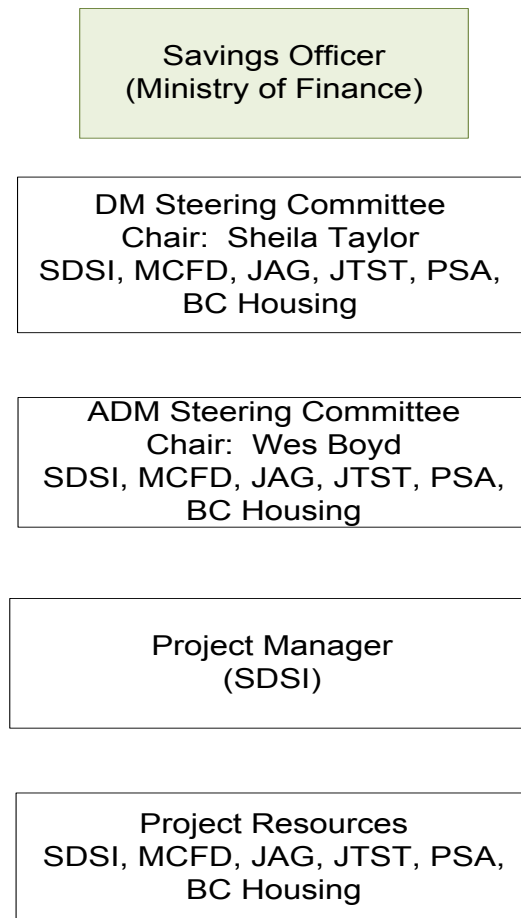 Savings Officer
(Ministry of Finance)
DM Steering Committee
Chair:  Sheila Taylor
SDSI, MCFD, JAG, JTST, PSA,
BC Housing
ADM Steering Committee
Chair:  Wes Boyd
SDSI, MCFD, JAG, JTST, PSA,
BC Housing
Project Manager
(SDSI)
Project Resources
SDSI, MCFD, JAG, JTST, PSA,
BC Housing